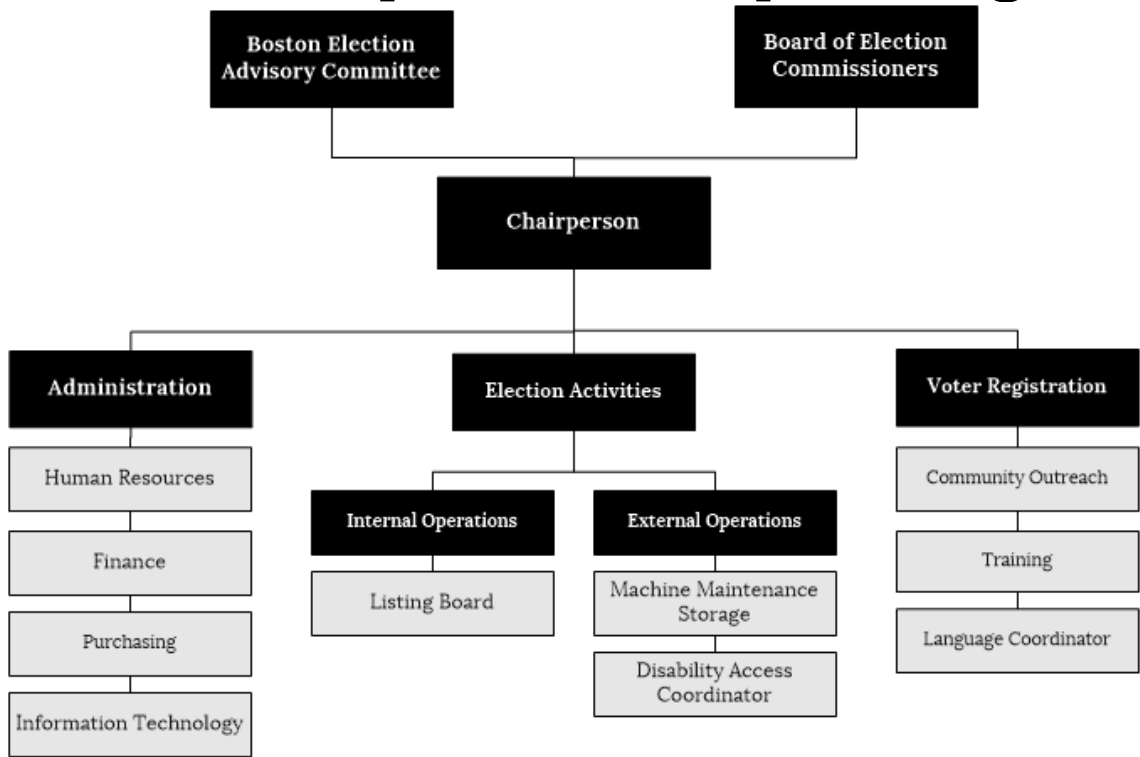 Boston Election
Advisory Committee
Board of Election
Commissioners
Chairperson
Administration
Election Activities
Voter Registration
Human Resources
Finance
Purchasing
Information Technology
Internal Operations
Listing Board
External Operations
Machine Maintenance
Storage
Disability Access
Coordinator
Community Outreach
Training
Language Coordinator